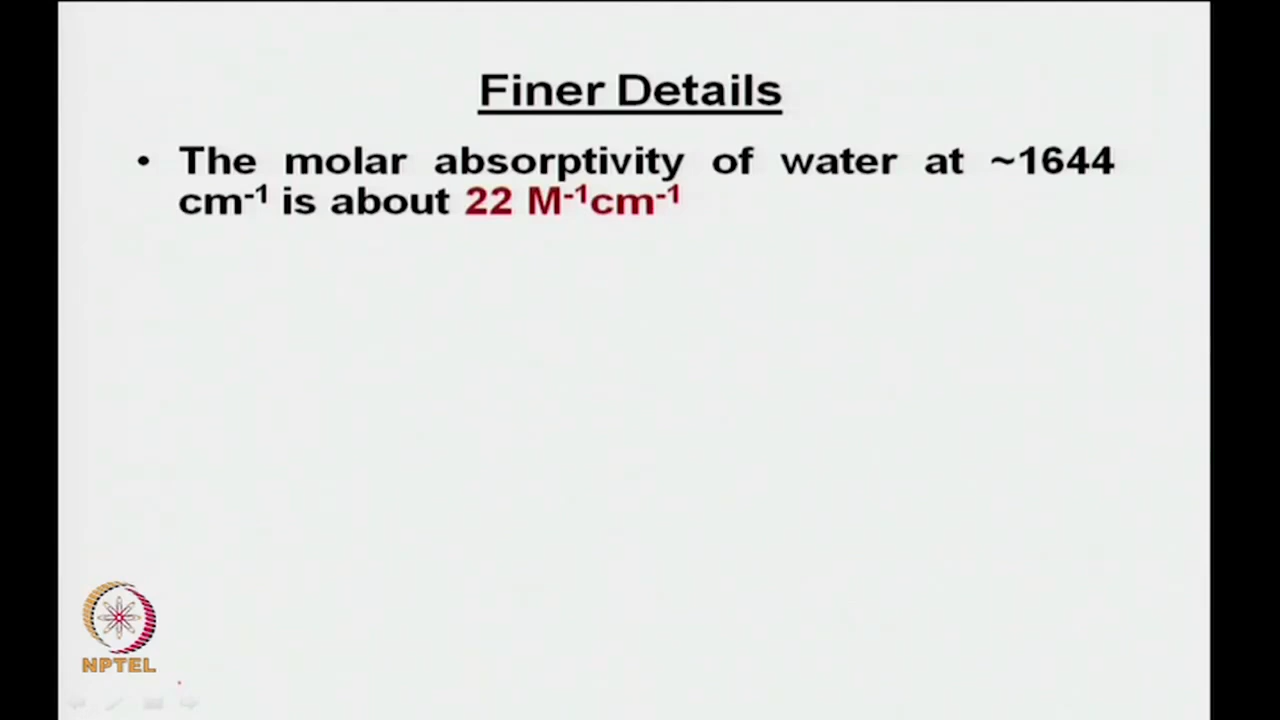 Finer Details
• The molar absorptivity of water at ~1644
cm⁻¹ is about 22 M⁻¹cm⁻¹
NPTEL